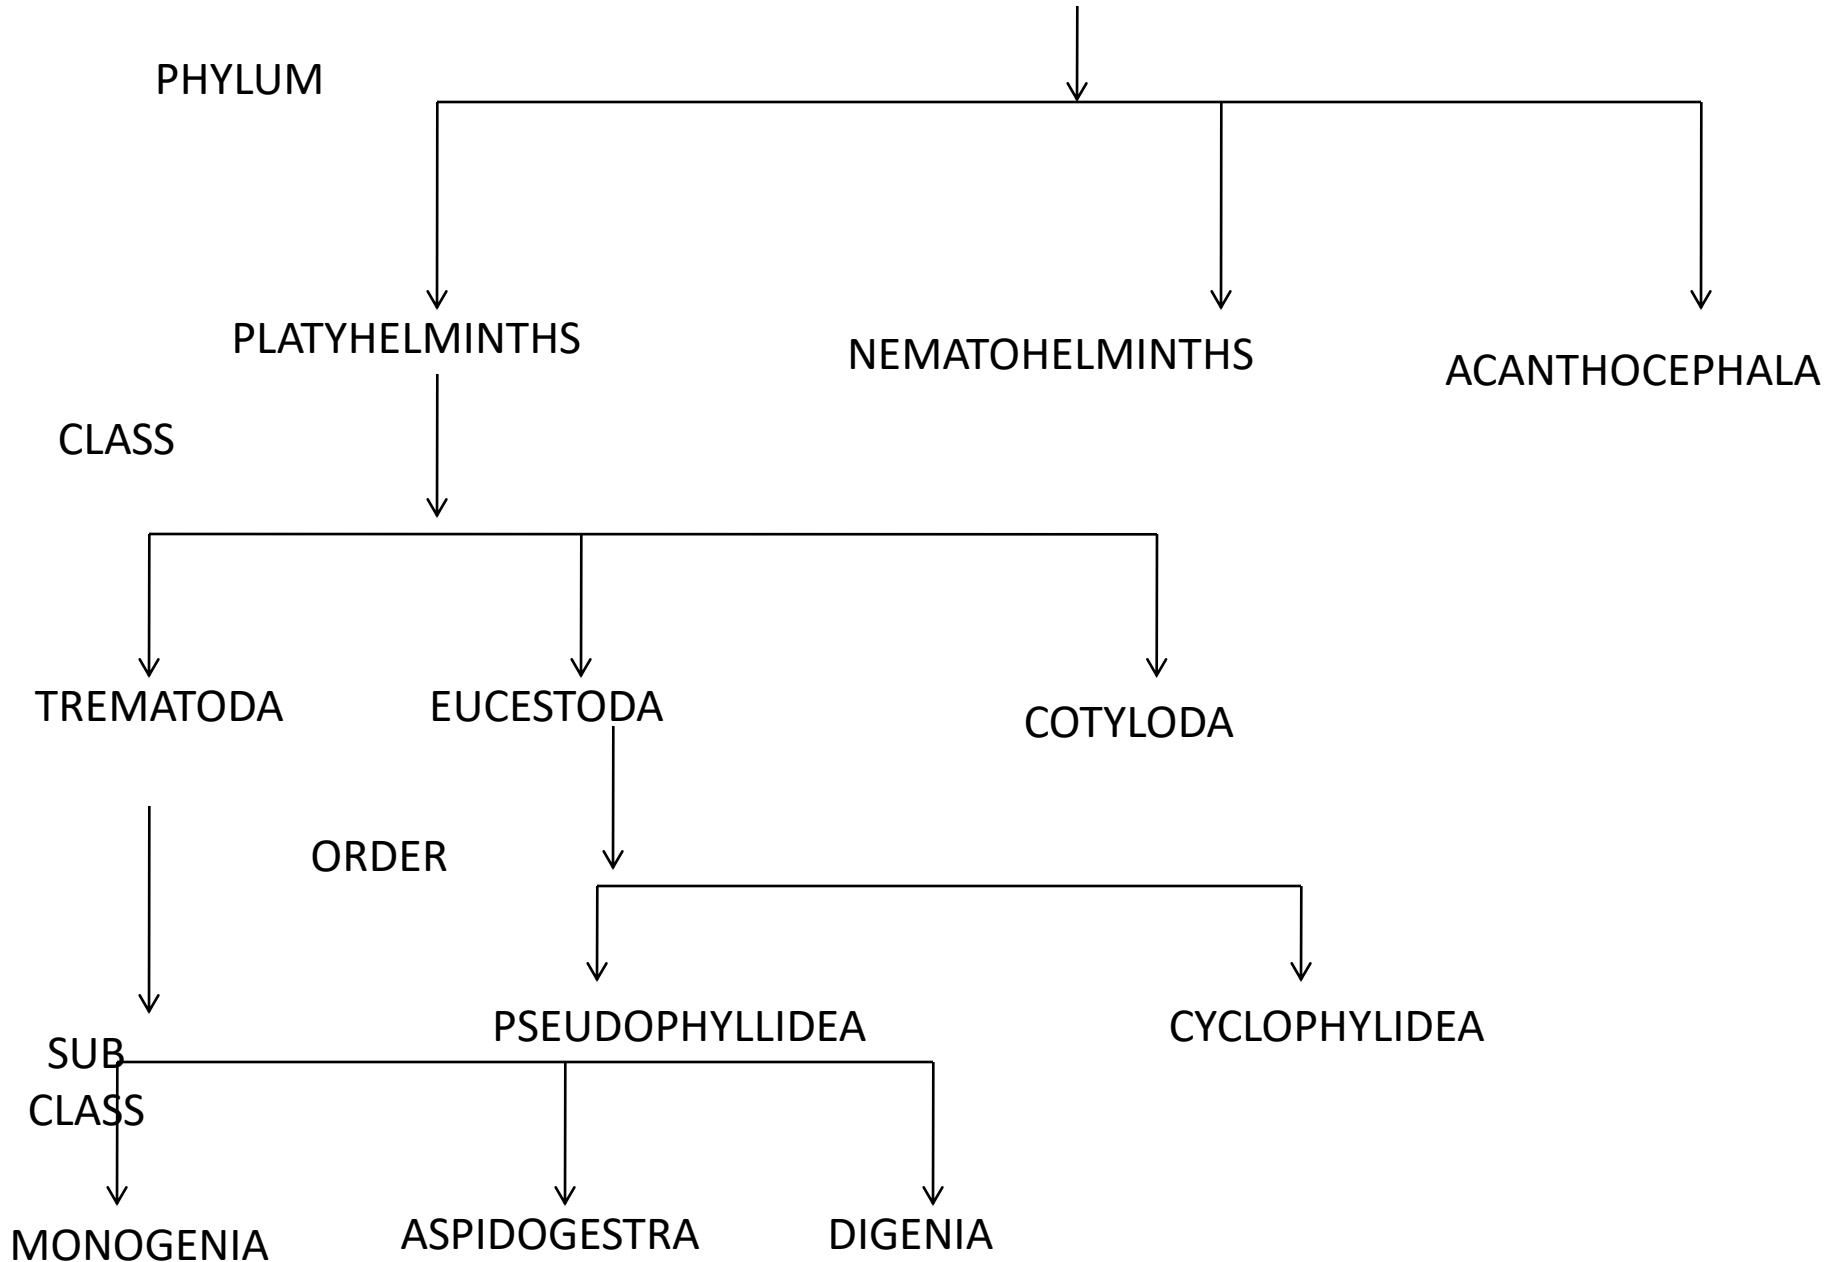 PHYLUM
PLATYHELMINTHS
NEMATOHELMINTHS
ACANTHOCEPHALA
CLASS
TREMATODA
EUCESTODA
COTYLODA
ORDER
PSEUDOPHYLLIDEA
CYCLOPHYLIDEA
SUB
CLASS
MONOGENIA
ASPIDOGESTRA
DIGENIA